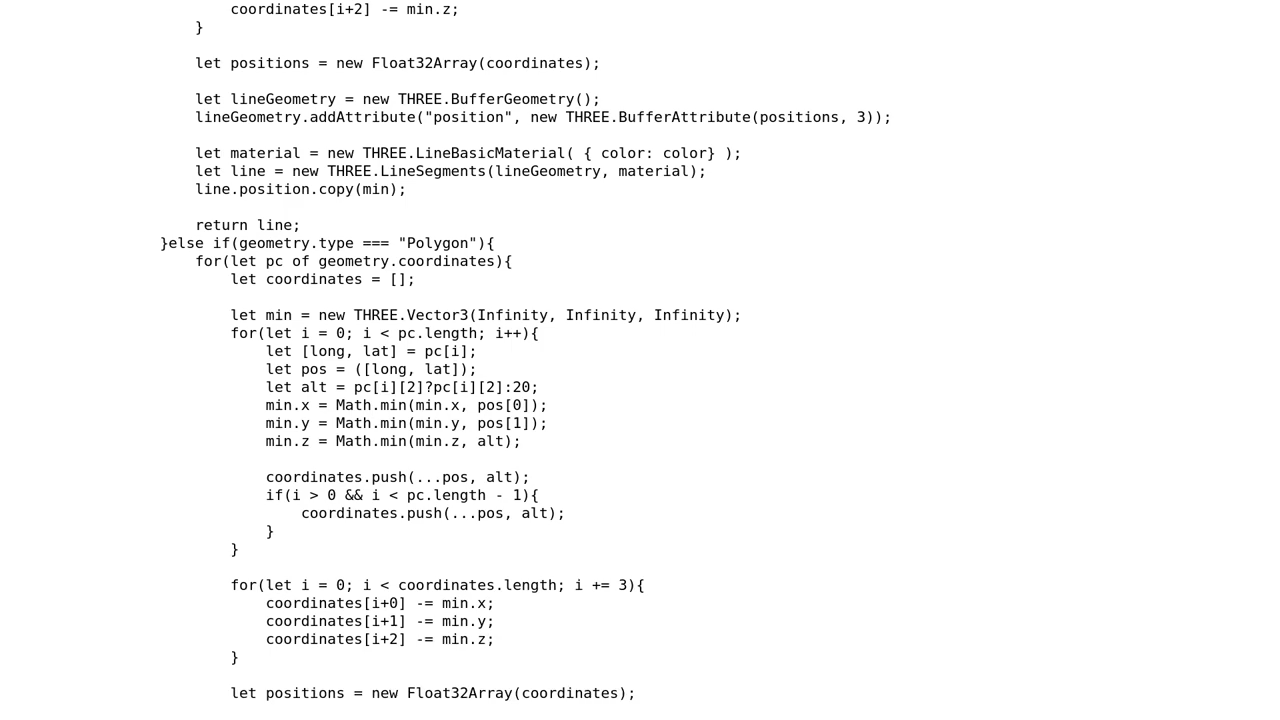 coordinates[i+2] -= min.z;
}
let positions = new Float32Array(coordinates);
let lineGeometry = new THREE.BufferGeometry();
lineGeometry.addAttribute("position", new THREE.BufferAttribute(positions, 3));
let material = new THREE.LineBasicMaterial( { color: color} );
let line = new THREE.LineSegments(lineGeometry, material);
line.position.copy(min);
return line;
}else if(geometry.type === "Polygon"){
for(let pc of geometry.coordinates){
let coordinates = [];
let min = new THREE.Vector3(Infinity, Infinity, Infinity);
for(let i = 0; i < pc.length; i++){
let [long, lat] = pc[i];
let pos = ([long, lat]);
let alt = pc[i][2]?pc[i][2]:20;
min.x = Math.min(min.x, pos[0]);
min.y = Math.min(min.y, pos[1]);
min.z = Math.min(min.z, alt);
coordinates.push(...pos, alt);
if(i > 0 && i < pc.length - 1){
coordinates.push(...pos, alt);
}
}
for(let i = 0; i < coordinates.length; i += 3){
coordinates[i+0] -= min.x;
coordinates[i+1] -= min.y;
coordinates[i+2] -= min.z;
}
let positions = new Float32Array(coordinates);